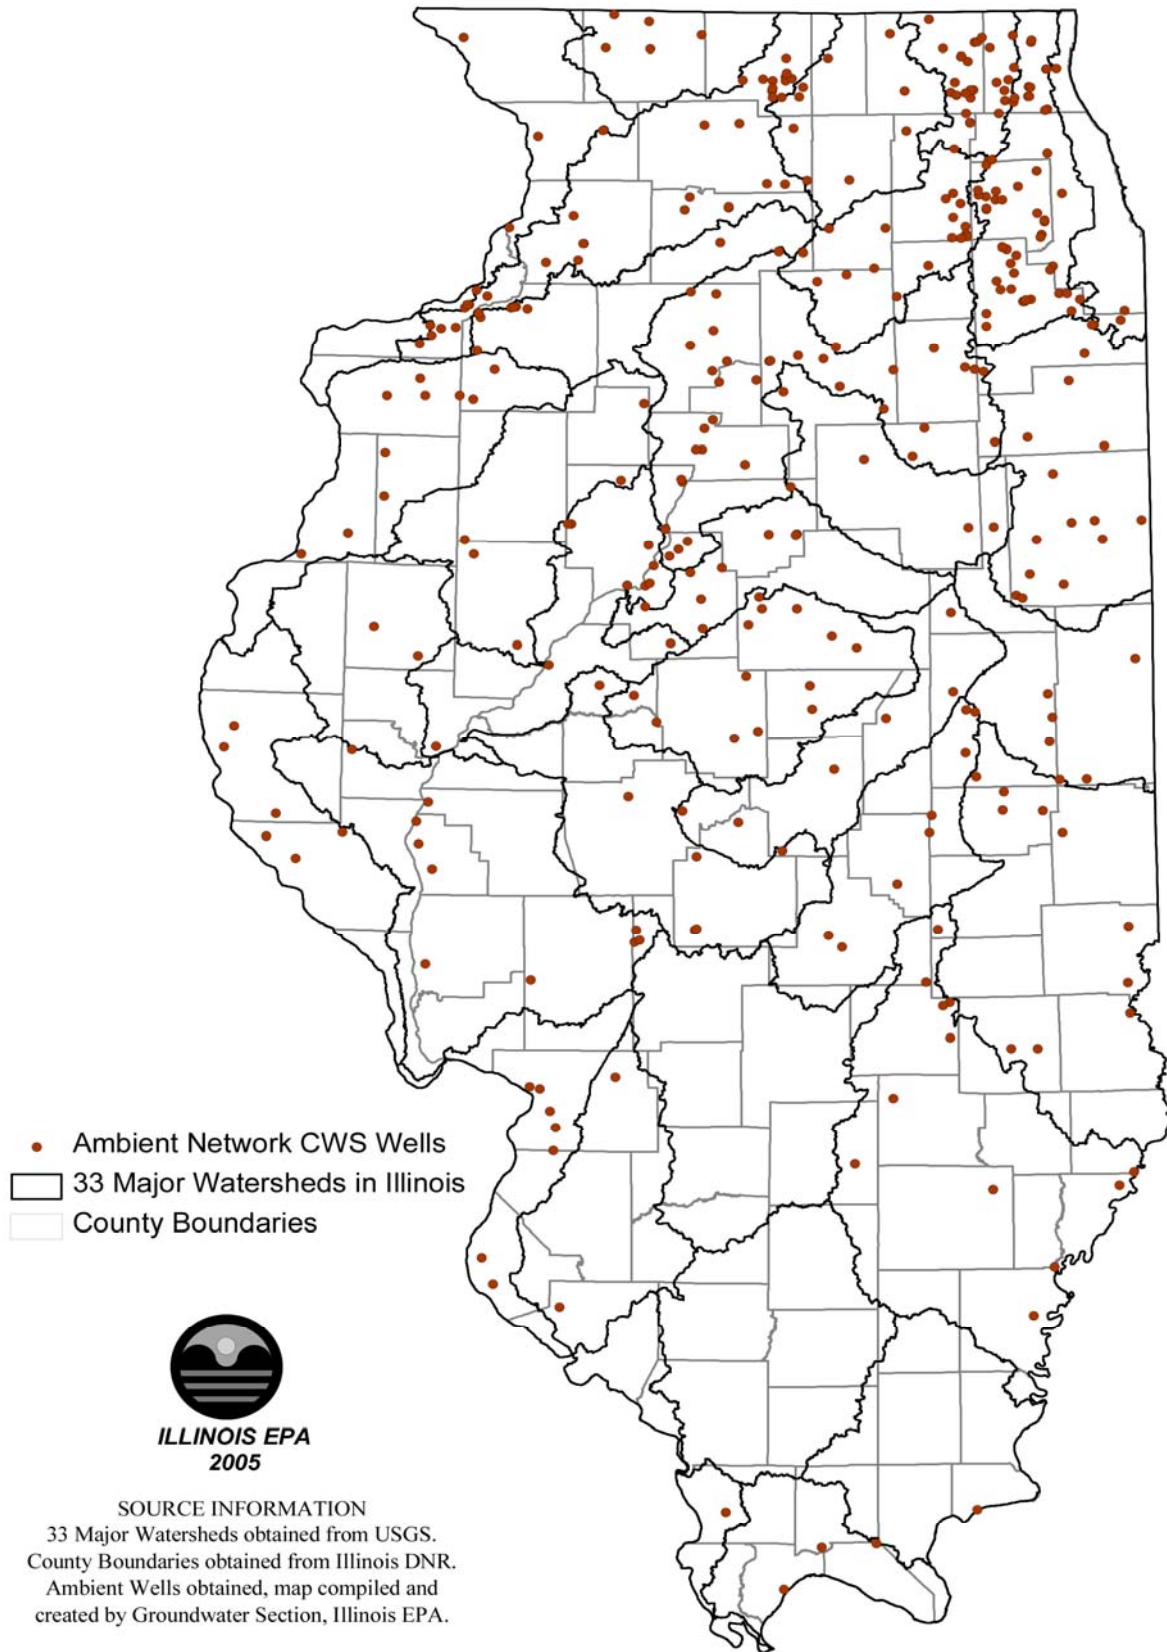 Ambient Network CWS Wells
33 Major Watersheds in Illinois
County Boundaries
ILLINOIS EPA
2005
SOURCE INFORMATION
33 Major Watersheds obtained from USGS.
County Boundaries obtained from Illinois DNR.
Ambient Wells obtained, map compiled and
created by Groundwater Section, Illinois EPA.